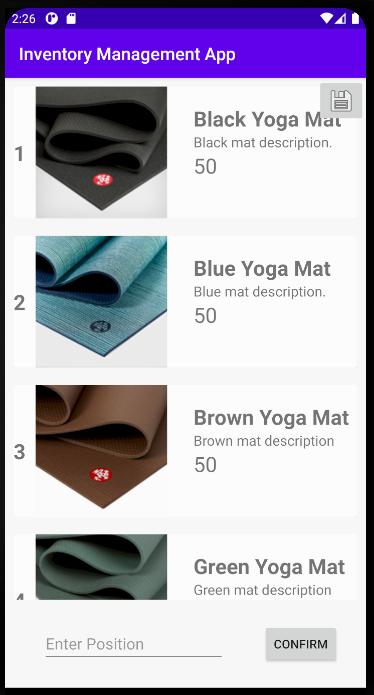 2:26
Inventory Management App
1
Black Yoga Mat
Black mat description.
50
2
Blue Yoga Mat
Blue mat description.
50
3
Brown Yoga Mat
Brown mat description
50
4
Green Yoga Mat
Green mat description
Enter Position
CONFIRM